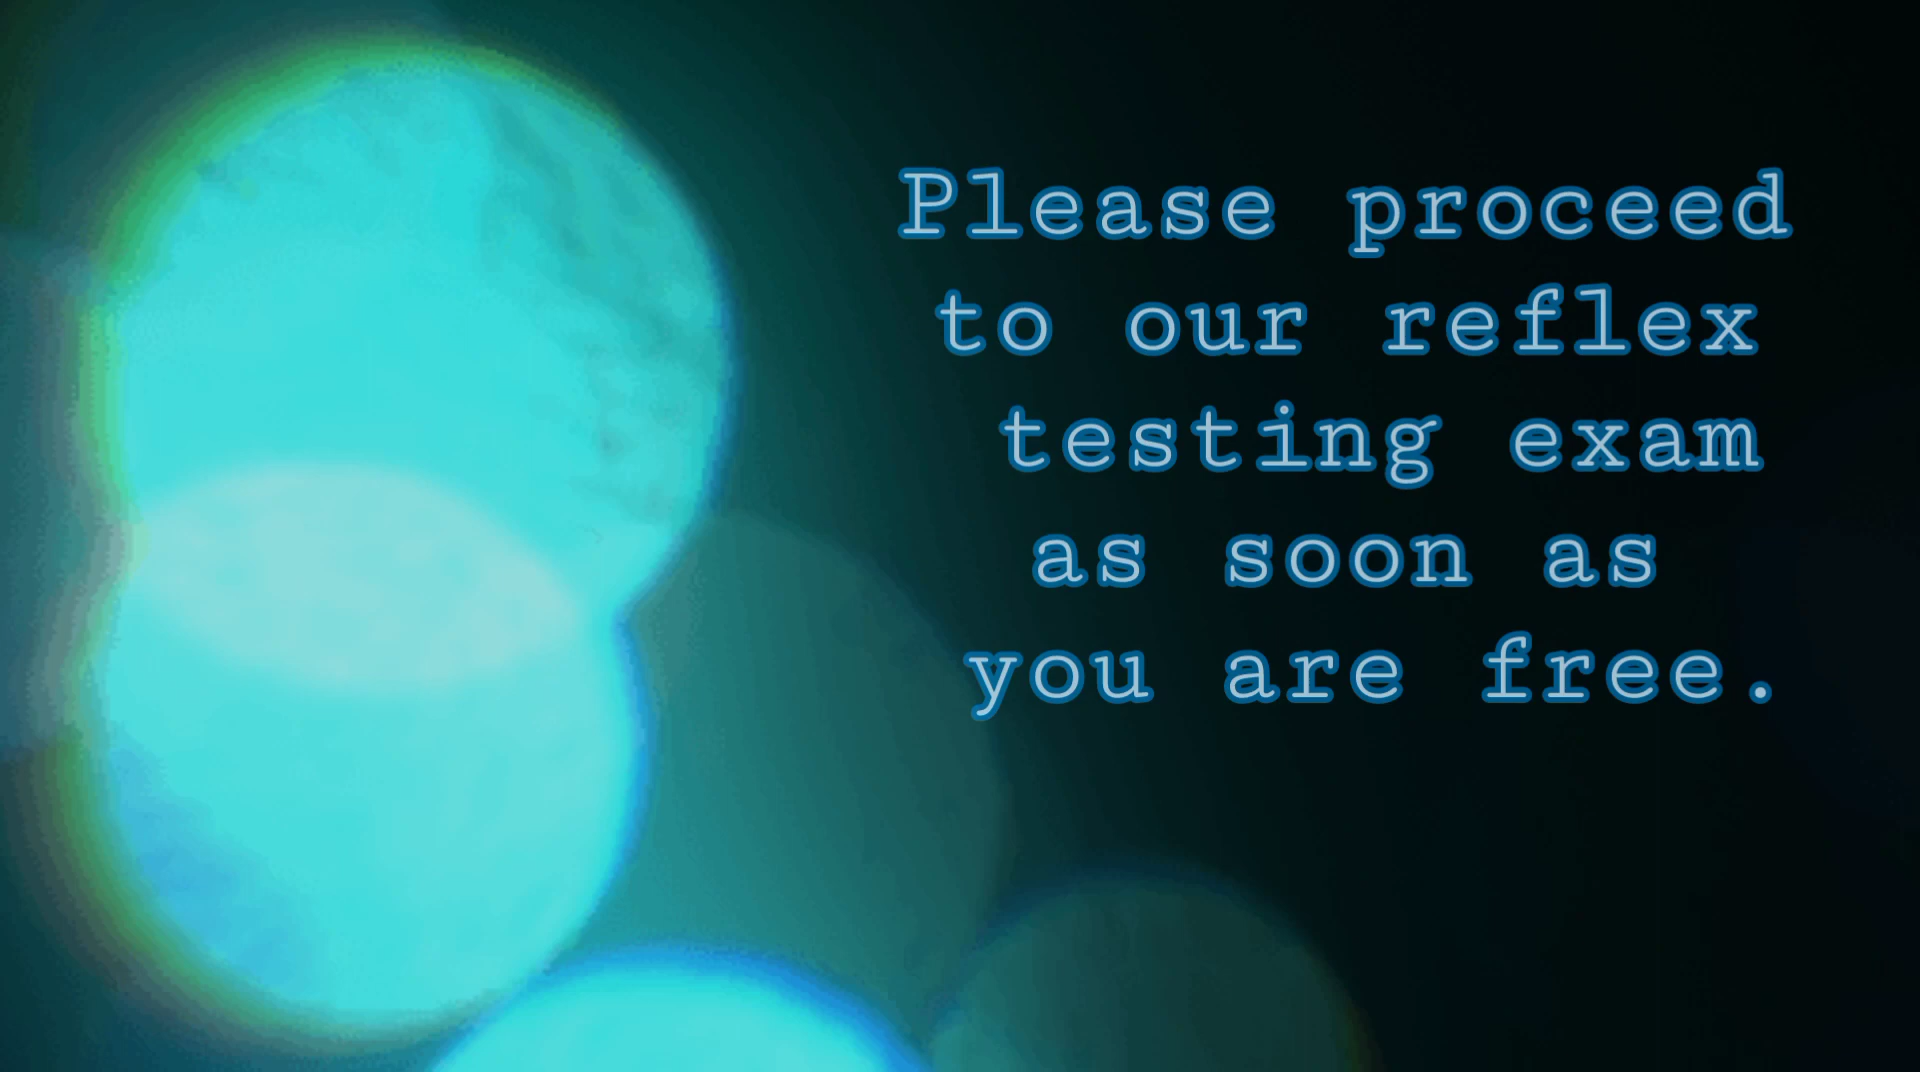 Please proceed
to our reflex
testing exam
as soon as
you are free.